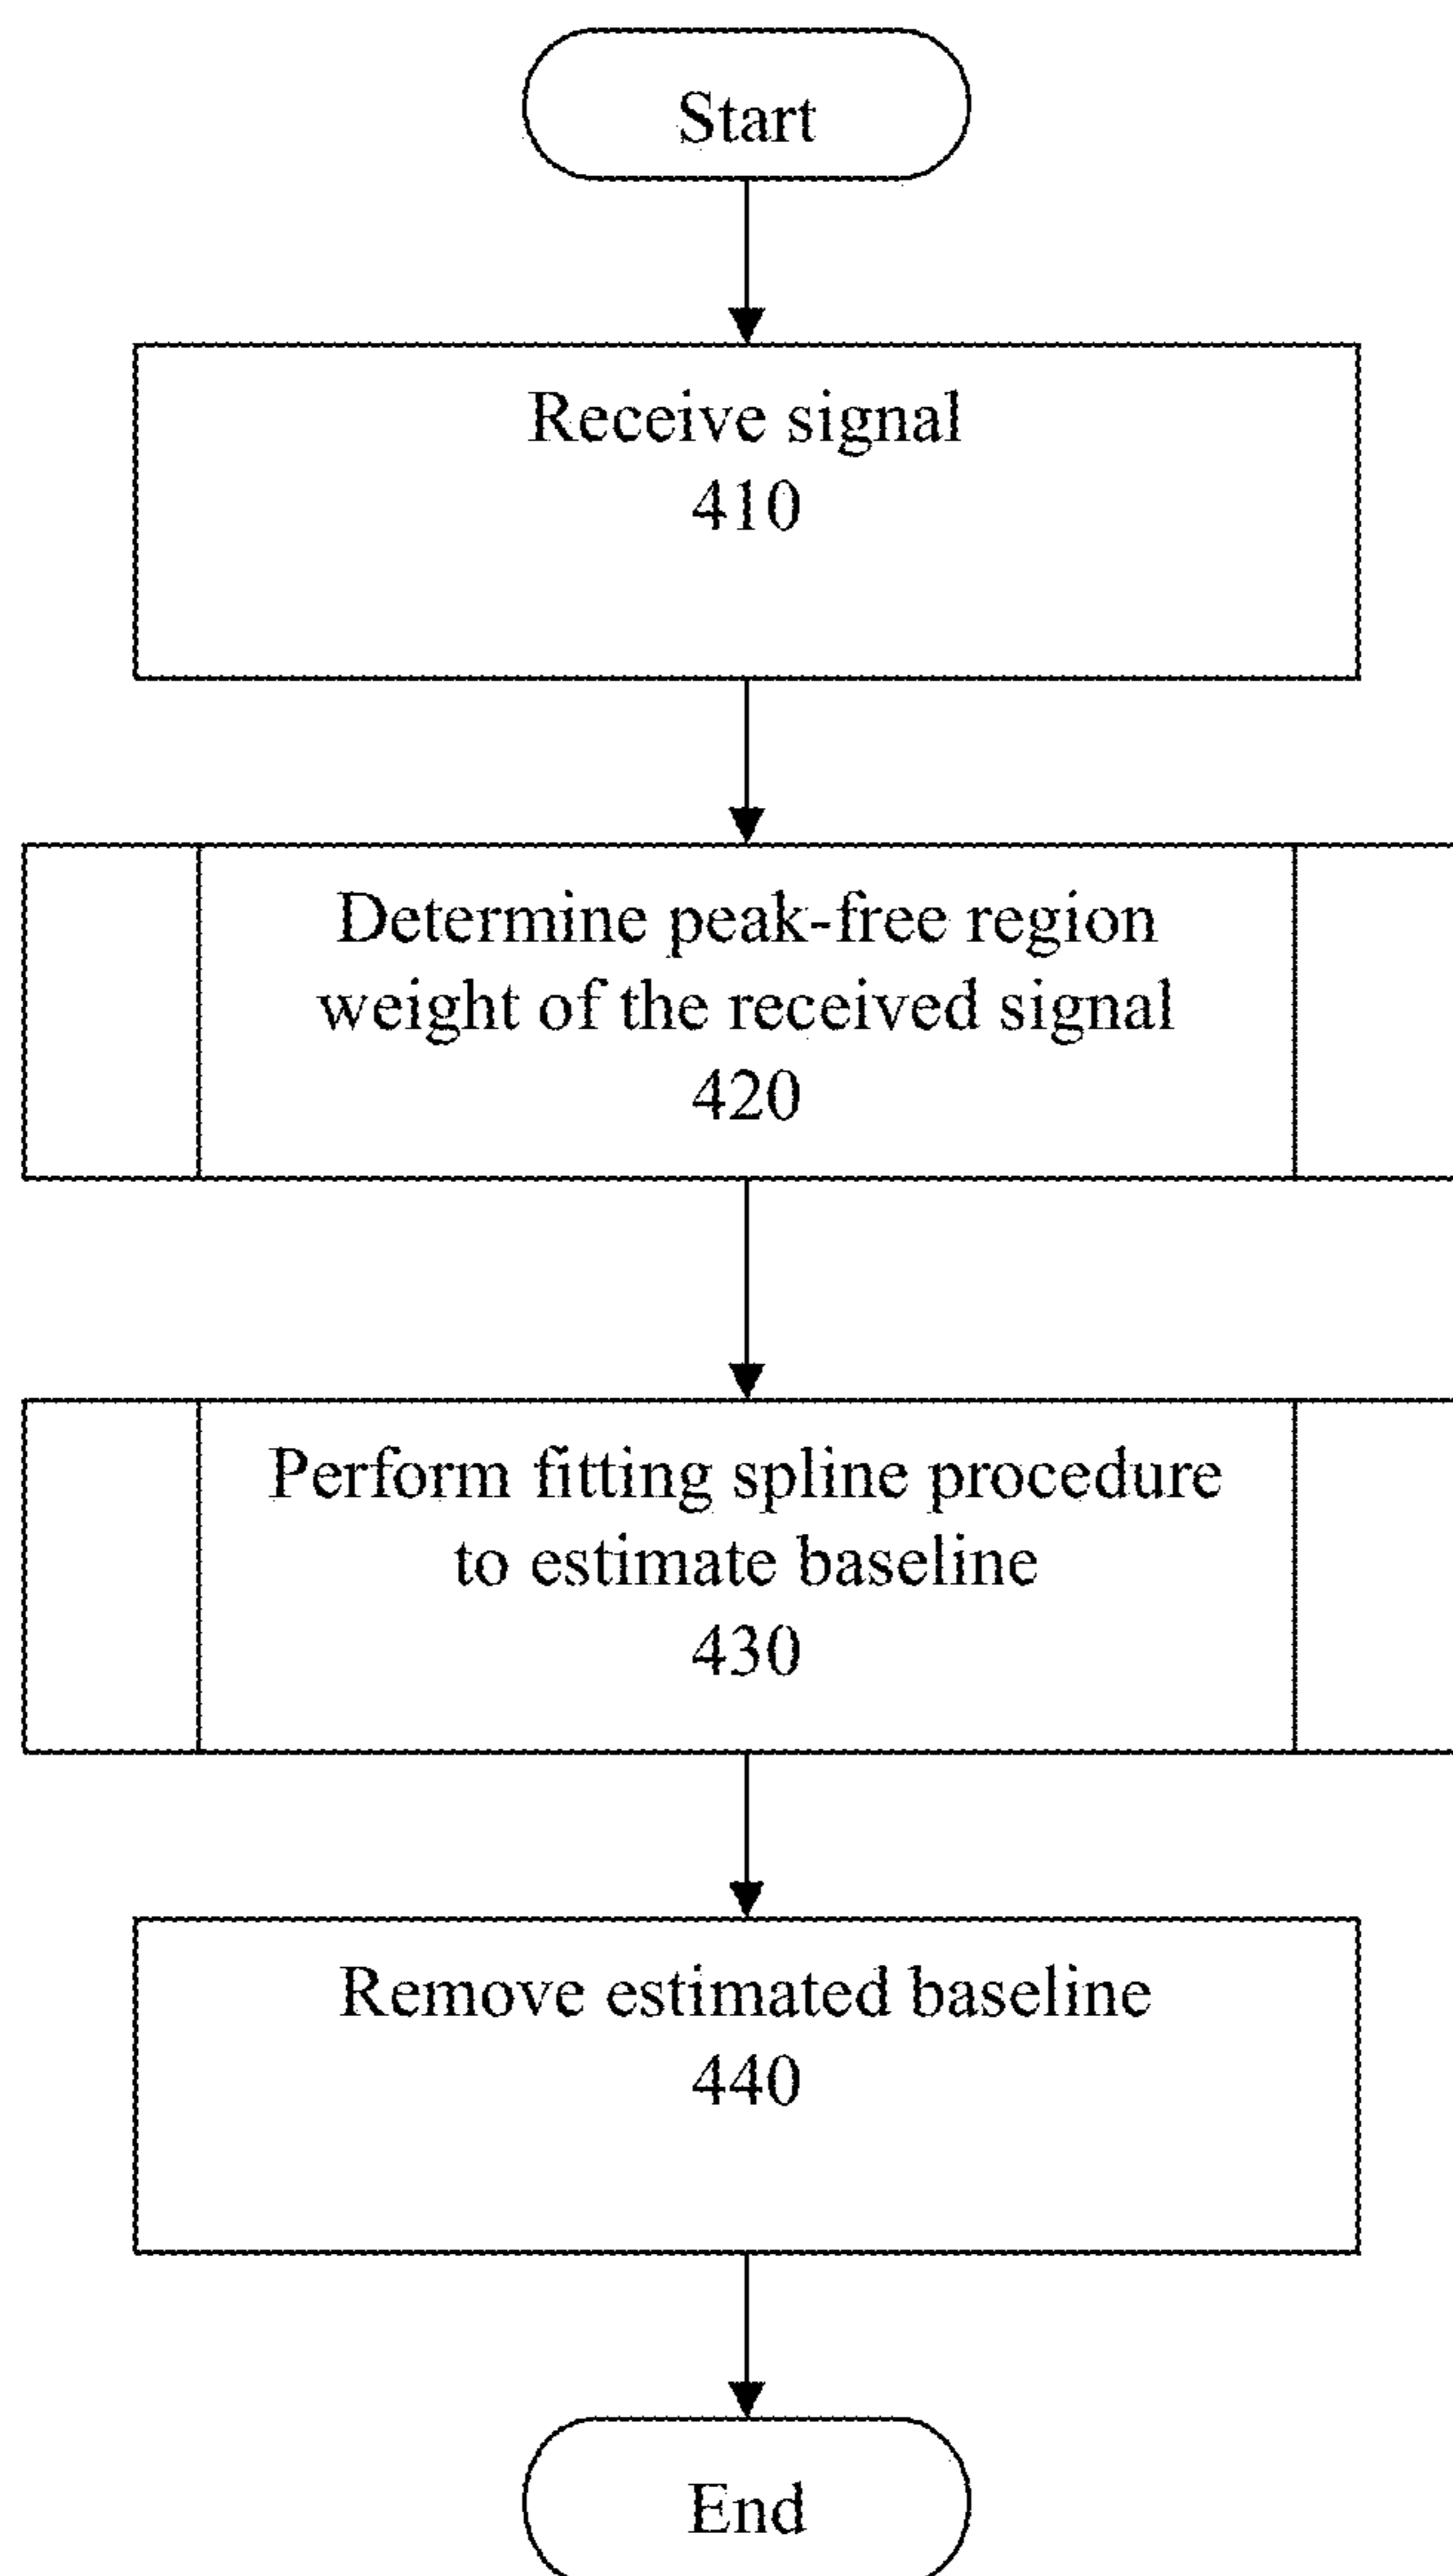 Start
Receive signal
410
Determine peak-free region
weight of the received signal
420
Perform fitting spline procedure
to estimate baseline
430
Remove estimated baseline
440
End